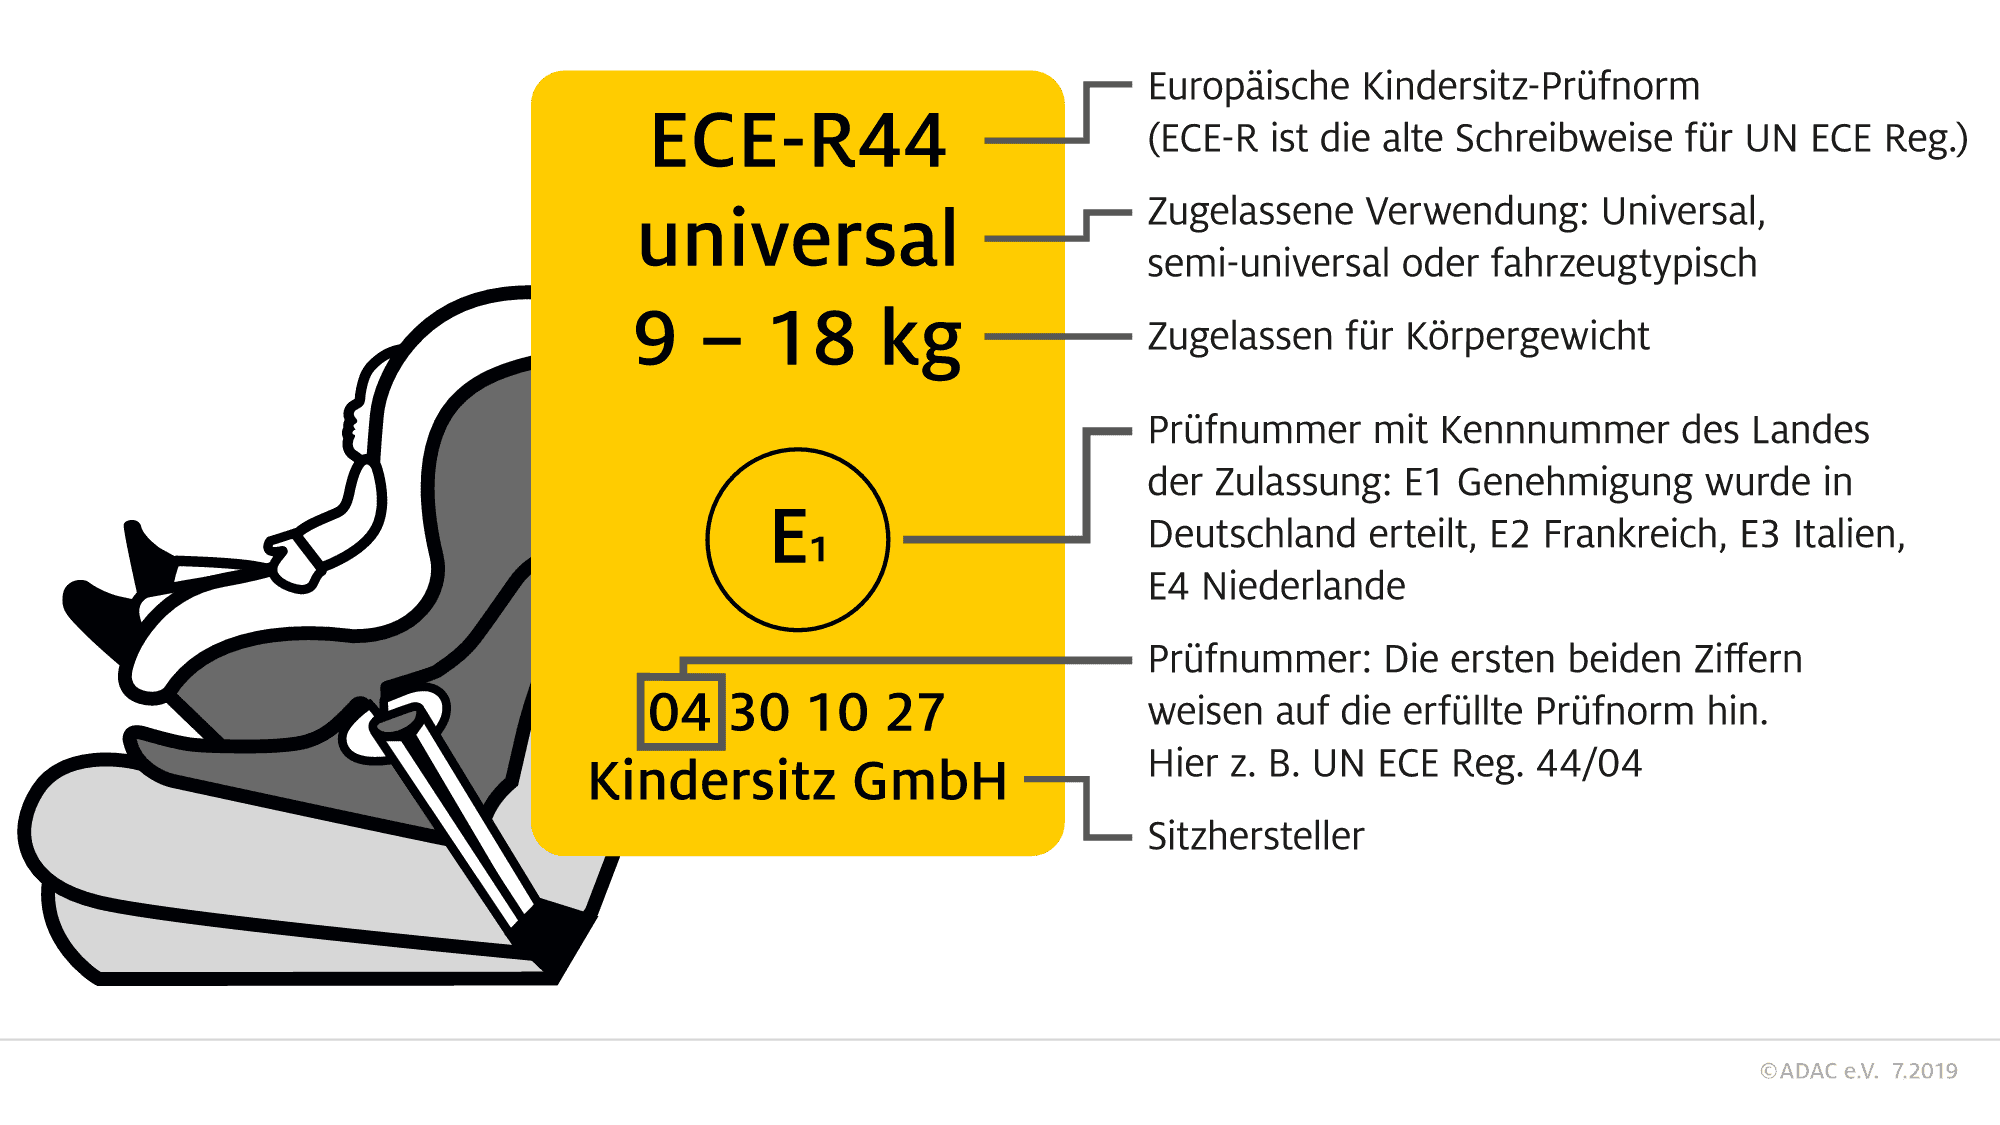 ECE-R44
universal
9 – 18 kg
E1
04 30 10 27
Kindersitz GmbH
Europäische Kindersitz-Prüfnorm
(ECE-R ist die alte Schreibweise für UN ECE Reg.)
Zugelassene Verwendung: Universal,
semi-universal oder fahrzeugtypisch
Zugelassen für Körpergewicht
Prüfnummer mit Kennnummer des Landes
der Zulassung: E1 Genehmigung wurde in
Deutschland erteilt, E2 Frankreich, E3 Italien,
E4 Niederlande
Prüfnummer: Die ersten beiden Ziffern
weisen auf die erfüllte Prüfnorm hin.
Hier z. B. UN ECE Reg. 44/04
Sitzhersteller
©ADAC e.V. 7.2019